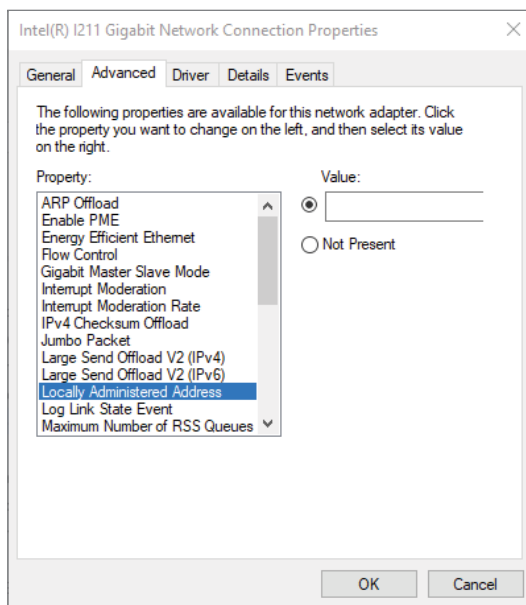 Intel(R) I211 Gigabit Network Connection Properties
General Advanced Driver Details Events
The following properties are available for this network adapter. Click
the property you want to change on the left, and then select its value
on the right.
Property:
Value:
ARP Offload
Enable PME
Energy Efficient Ethernet
Flow Control
Gigabit Master Slave Mode
Interrupt Moderation
Interrupt Moderation Rate
IPv4 Checksum Offload
Jumbo Packet
Large Send Offload V2 (IPv4)
Large Send Offload V2 (IPv6)
Locally Administered Address
Log Link State Event
Maximum Number of RSS Queues
Not Present
OK
Cancel